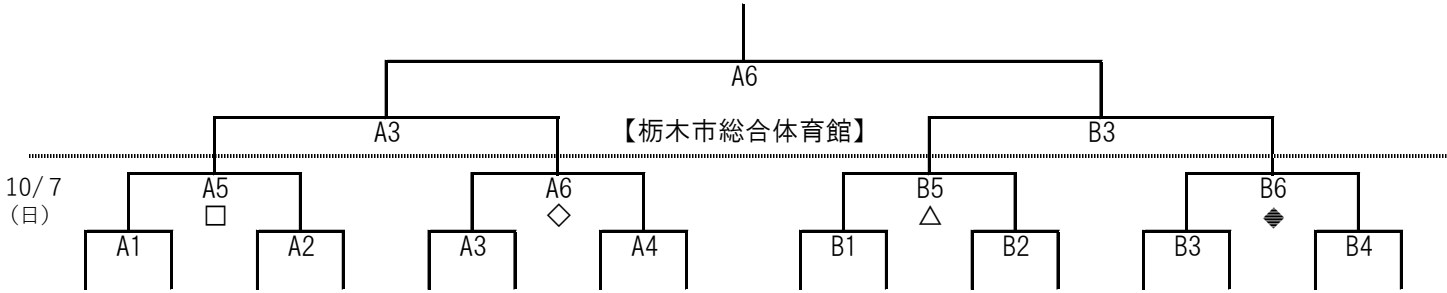 A6
A3 【栃木市総合体育館】 B3
10/7 A5 A6 B5 B6
(日) □ ◇ △ ◆
A1 A2 A3 A4 B1 B2 B3 B4